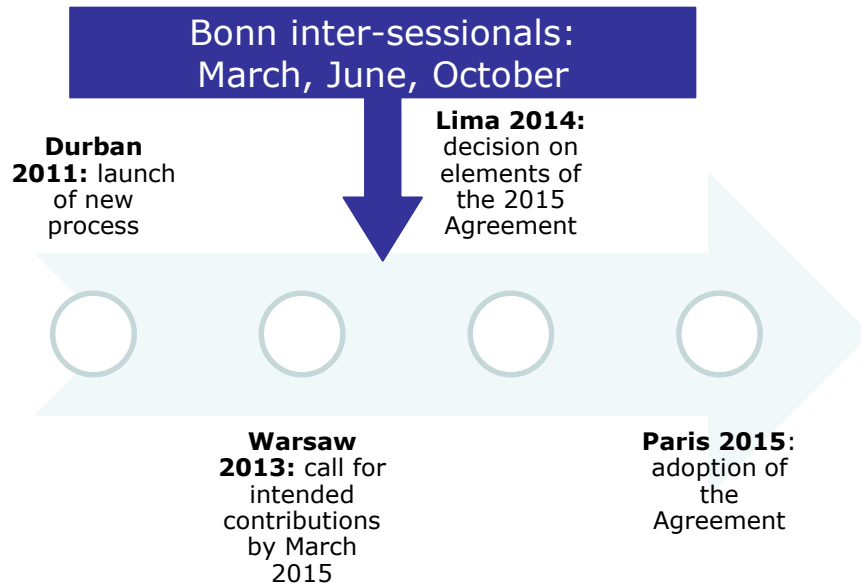 Bonn inter-sessionals:
March, June, October
Durban
2011: launch
of new
process
Lima 2014:
decision on
elements of
the 2015
Agreement
Warsaw
2013: call for
intended
contributions
by March
2015
Paris 2015:
adoption of
the
Agreement